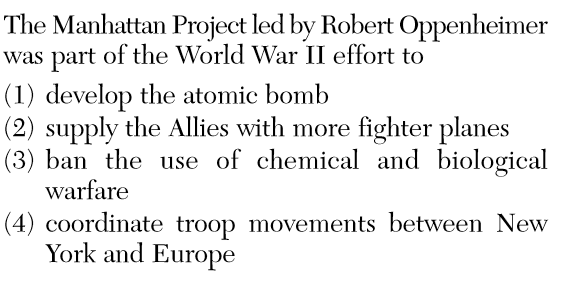 The Manhattan Project led by Robert Oppenheimer
was part of the World War II effort to
(1) develop the atomic bomb
(2) supply the Allies with more fighter planes
(3) ban the use of chemical and biological
warfare
(4) coordinate troop movements between New
York and Europe